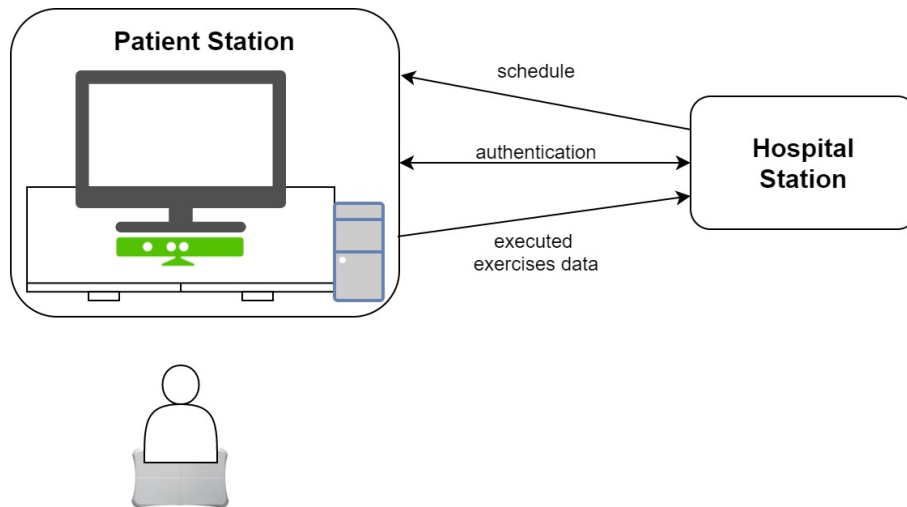 Patient Station
schedule
authentication
Hospital
Station
executed
exercises data